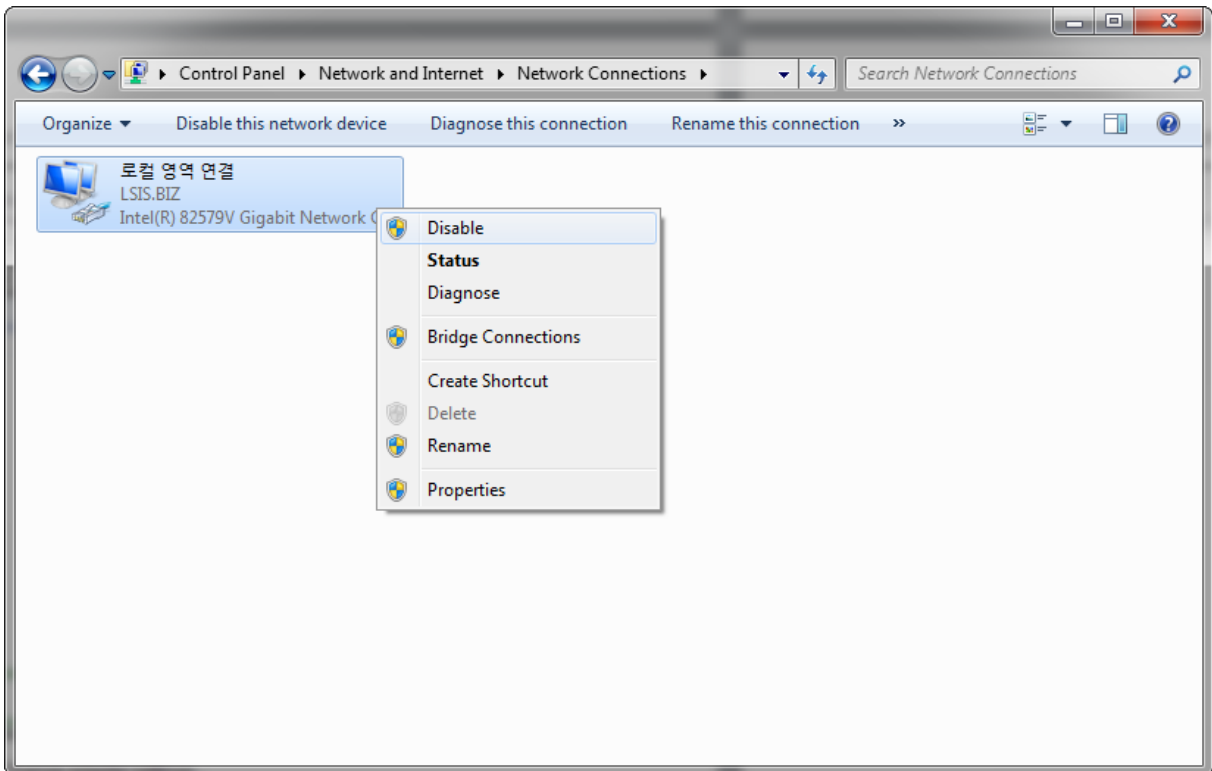 Control Panel ▸ Network and Internet ▸ Network Connections ▸
Search Network Connections
Organize
Disable this network device
Diagnose this connection
Rename this connection
»
로컬 영역 연결
LSIS.BIZ
Intel(R) 82579V Gigabit Network
Disable
Status
Diagnose
Bridge Connections
Create Shortcut
Delete
Rename
Properties